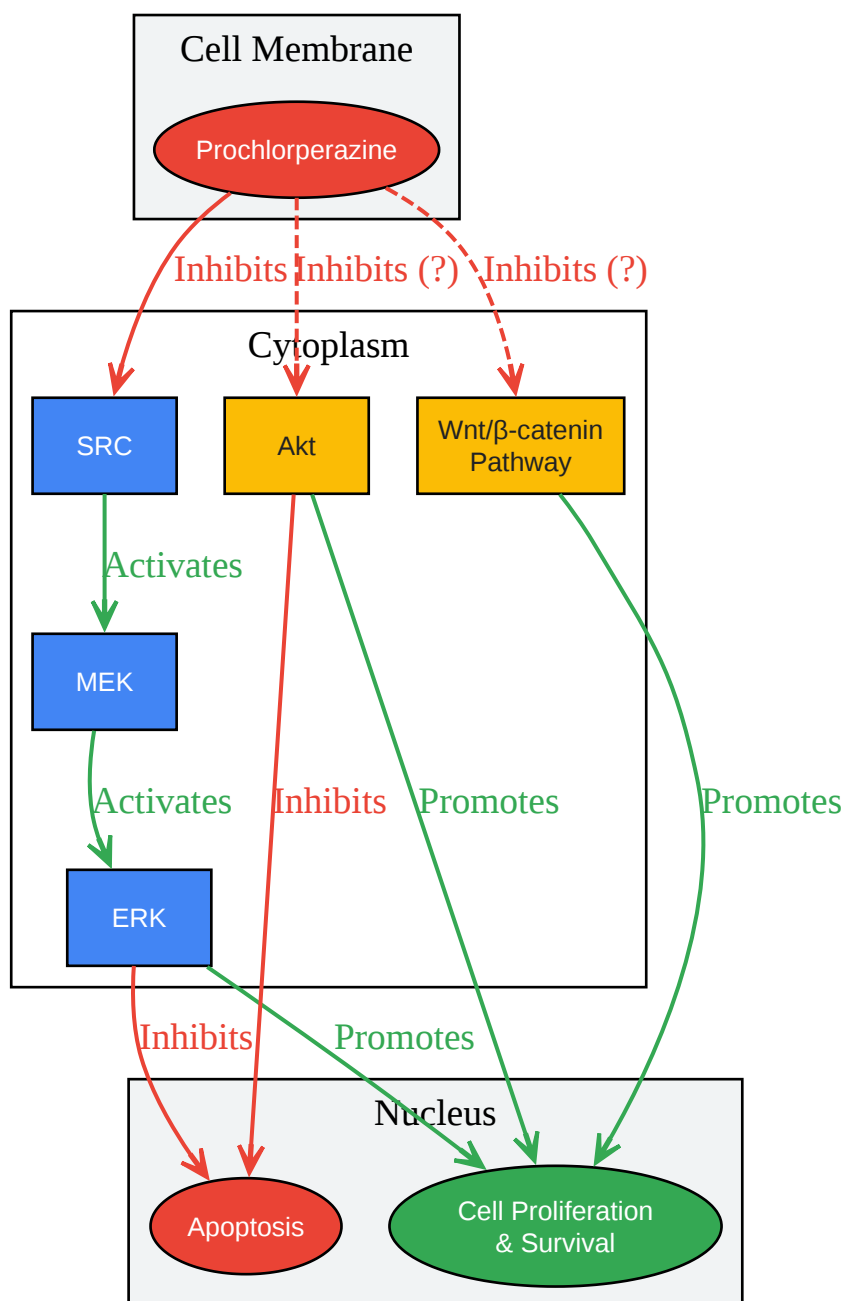 Cell Membrane
Prochlorperazine
Inhibits
Inhibits (?)
Inhibits (?)
Cytoplasm
SRC
Akt
Wnt/β-catenin
Pathway
Activates
MEK
Activates
Inhibits
Promotes
Promotes
ERK
Inhibits
Promotes
Nucleus
Apoptosis
Cell Proliferation
& Survival